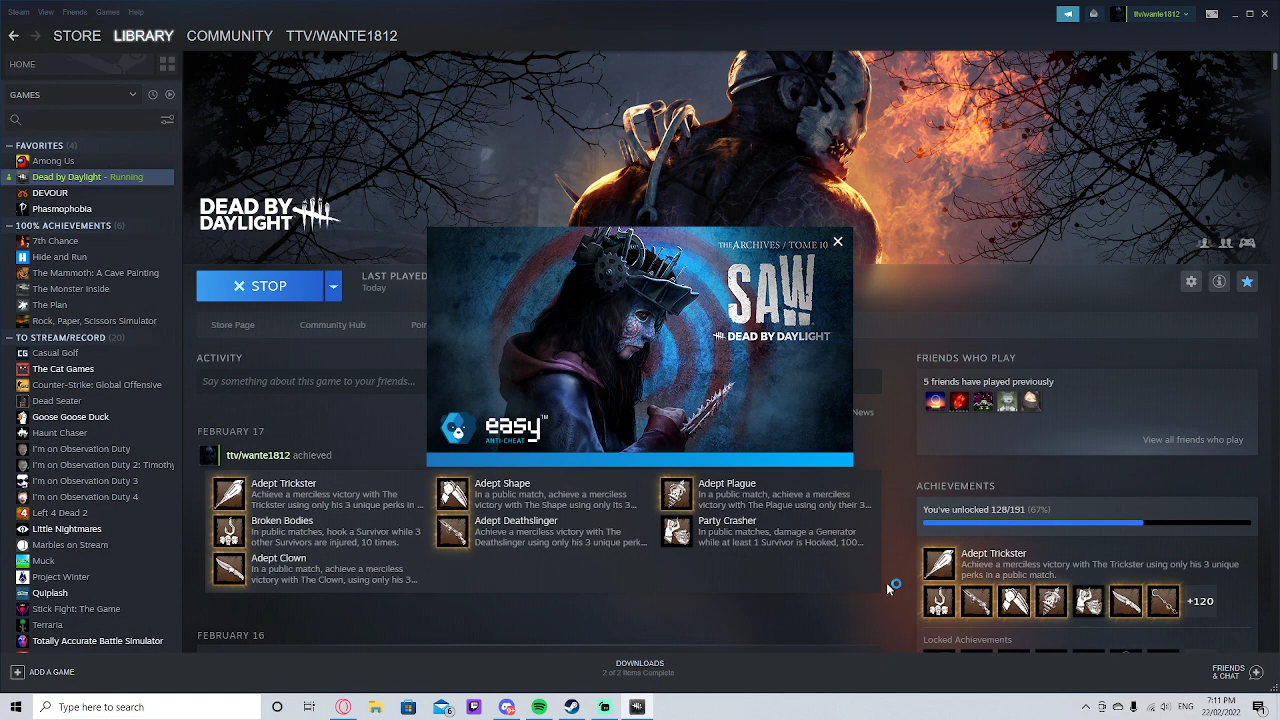 Steam View Friends Games Help
ttv/wante1812
STORE LIBRARY COMMUNITY TTV/WANTE1812
HOME
GAMES
FAVORITES (4)
Among Us
Dead by Daylight - Running
DEVOUR
Phasmophobia
100% ACHIEVEMENTS (6)
7th Chance
Just Run
The Mammoth: A Cave Painting
The Monster Inside
The Plan
Rock, Paper, Scissors Simulator
TO STREAM/RECORD (20)
Casual Golf
The Coma Games
Counter-Strike: Global Offensive
Dead Seater
Goose Goose Duck
Haunt Chaser
I'm on Observation Duty
I'm on Observation Duty 2: Timothy
I'm on Observation Duty 3
I'm on Observation Duty 4
Left 4 Dead 2
Little Nightmares
Marbles on Stream
Muck
Project Winter
Quiplash
Stick Fight: The Game
Terraria
Totally Accurate Battle Simulator
ADD A GAME
DEAD BY
DAYLIGHT
STOP
LAST PLAYED
Today
Store Page Community Hub Poin
ACTIVITY
Say something about this game to your friends...
News
THE ARCHIVES / TOME 10
SAW
DEAD BY DAYLIGHT
easy™
ANTI-CHEAT
FEBRUARY 17
ttv/wante1812 achieved
Adept Trickster
Achieve a merciless victory with The
Trickster using only his 3 unique perks in ...
Adept Shape
In a public match, achieve a merciless
victory with The Shape using only its 3...
Adept Plague
In a public match, achieve a merciless
victory with The Plague using only their 3...
Broken Bodies
In public matches, hook a Survivor while 3
other Survivors are injured, 10 times.
Adept Deathslinger
Achieve a merciless victory with The
Deathslinger using only his 3 unique perk...
Party Crasher
In public matches, damage a Generator
while at least 1 Survivor is Hooked, 100...
Adept Clown
In a public match, achieve a merciless
victory with The Clown, using only his 3...
FEBRUARY 16
FRIENDS WHO PLAY
5 friends have played previously
View all friends who play
ACHIEVEMENTS
You've unlocked 128/191 (67%)
Adept Trickster
Achieve a merciless victory with The Trickster using only his 3 unique
perks in a public match.
+120
Locked Achievements
DOWNLOADS
2 of 2 Items Complete
FRIENDS
& CHAT
Type here to search
7:11 PM
22/02/2022